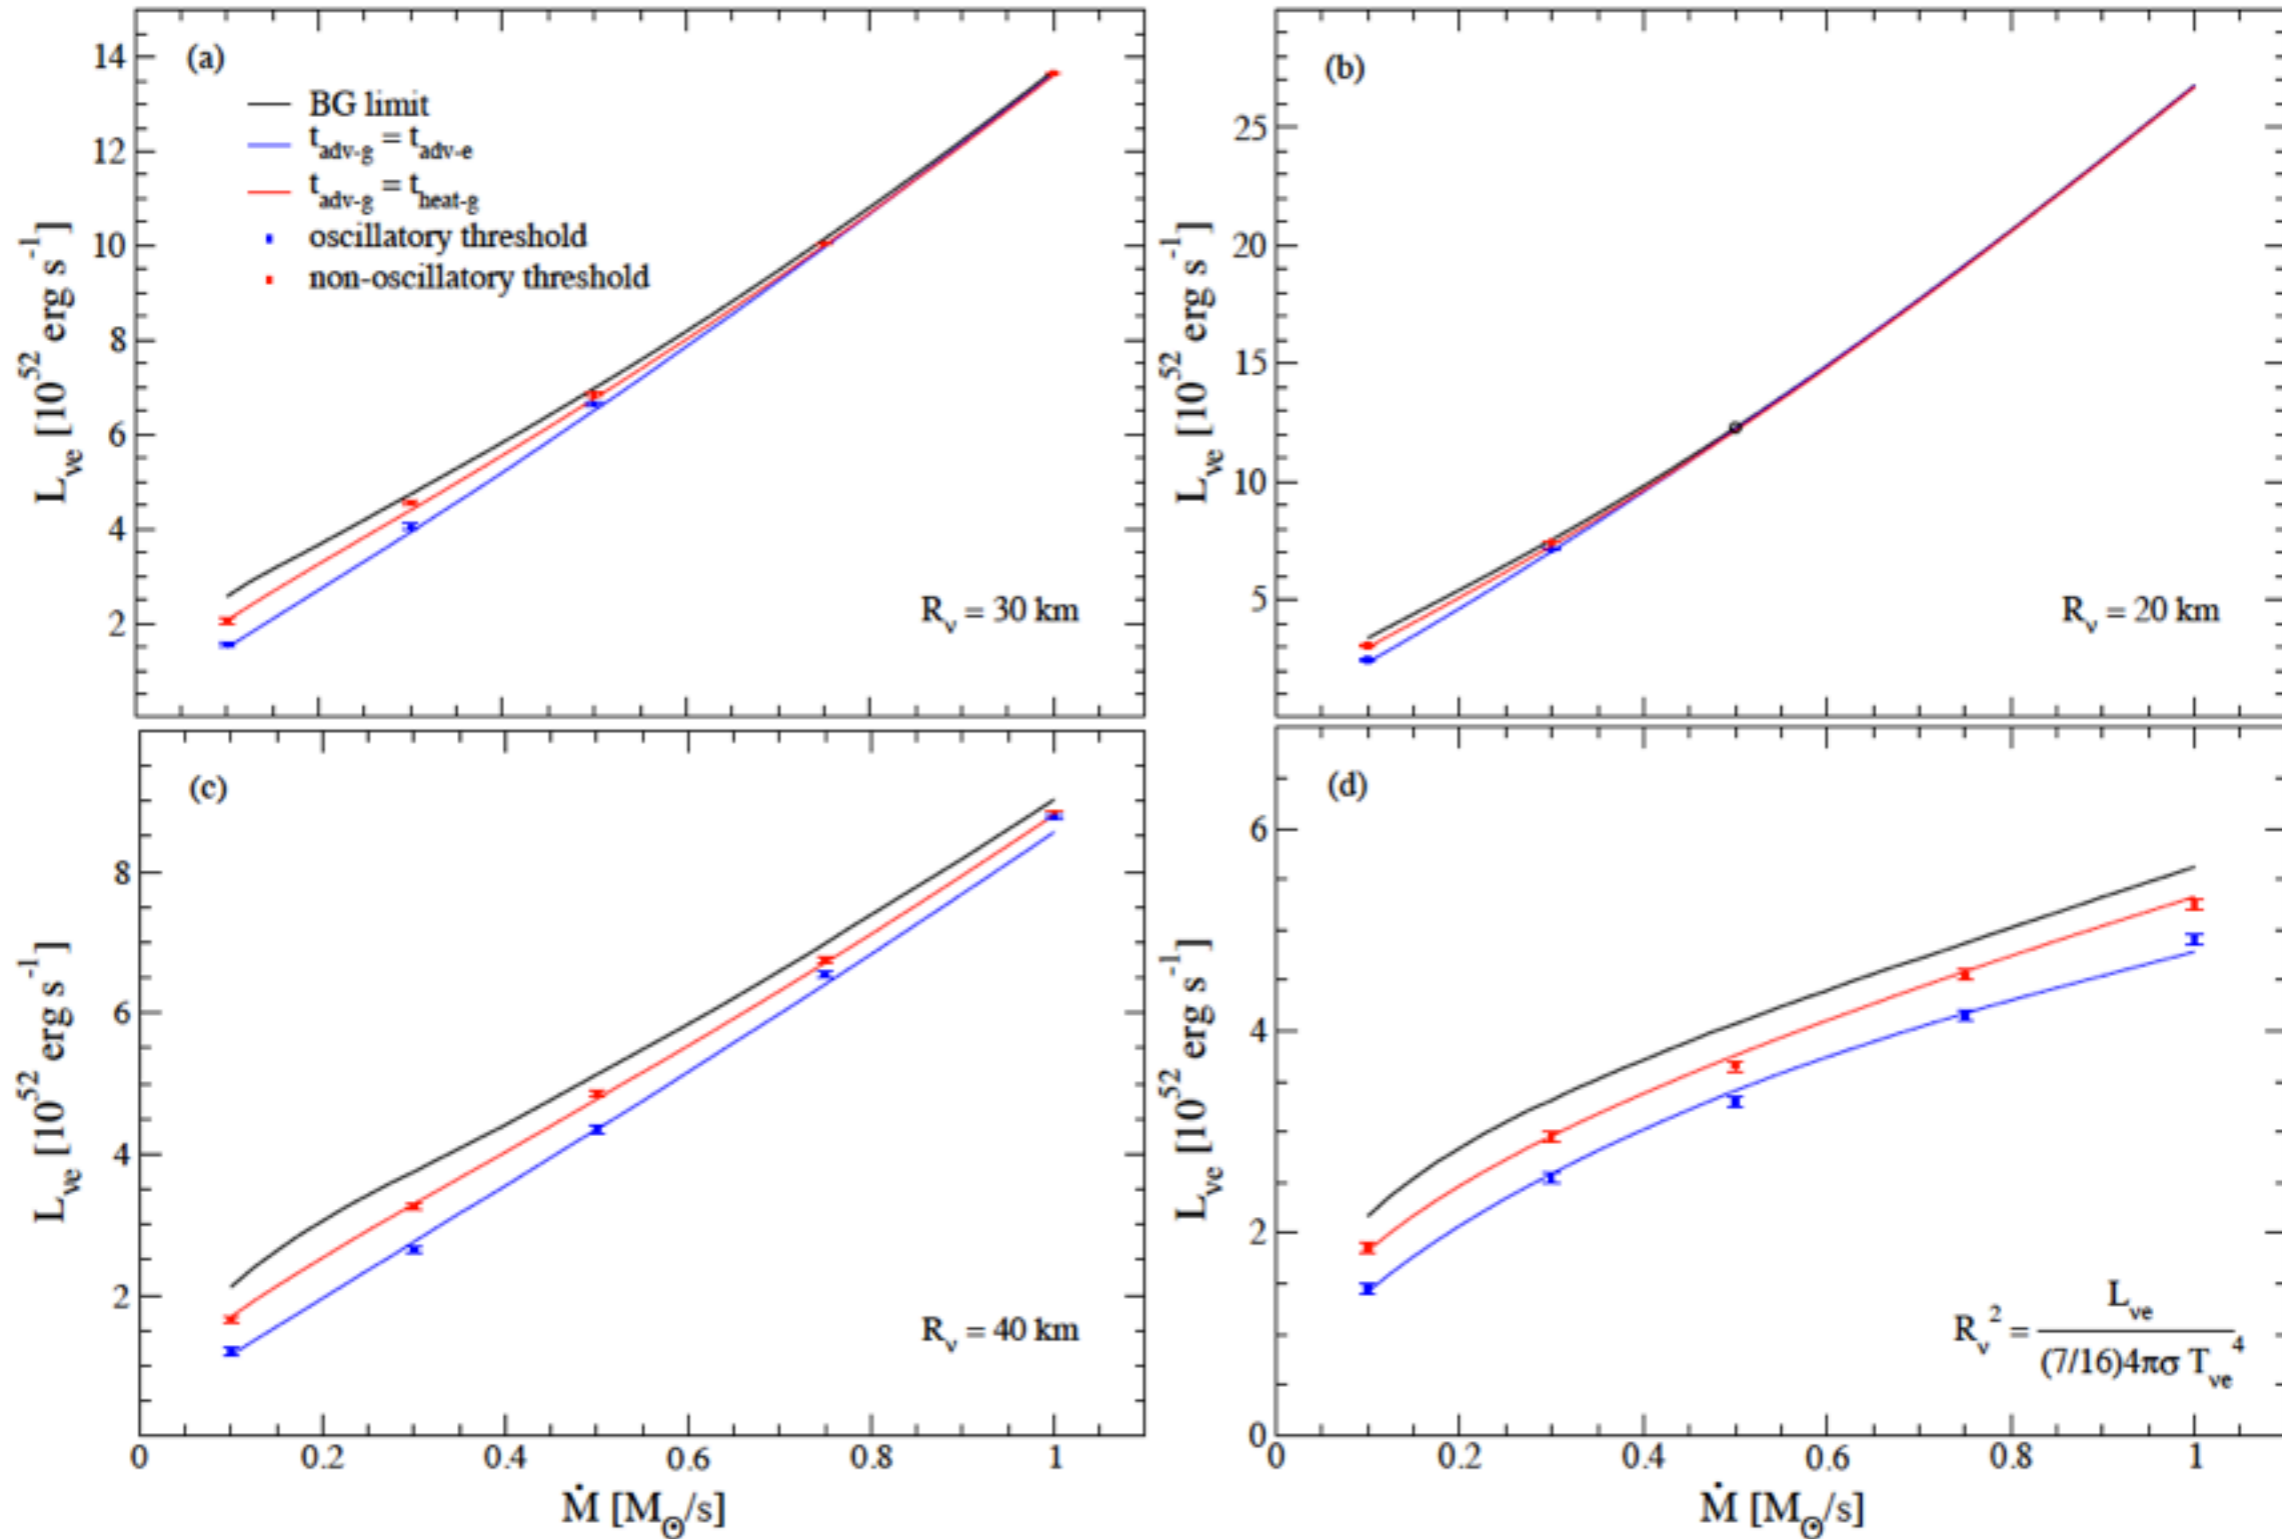 (a)
BG limit
t_adv-g = t_adv-e
t_adv-g = t_heat-g
oscillatory threshold
non-oscillatory threshold
14
12
10
8
6
4
2
L_νe [10^52 erg s^-1]
R_ν = 30 km
(b)
25
20
15
10
5
L_νe [10^52 erg s^-1]
R_ν = 20 km
(c)
8
6
4
2
L_νe [10^52 erg s^-1]
R_ν = 40 km
0 0.2 0.4 0.6 0.8 1
Ṁ [M_⊙/s]
(d)
6
4
2
0
L_νe [10^52 erg s^-1]
R_ν^2 = L_νe / (7/16)4πσ T_νe^4
0 0.2 0.4 0.6 0.8 1
Ṁ [M_⊙/s]